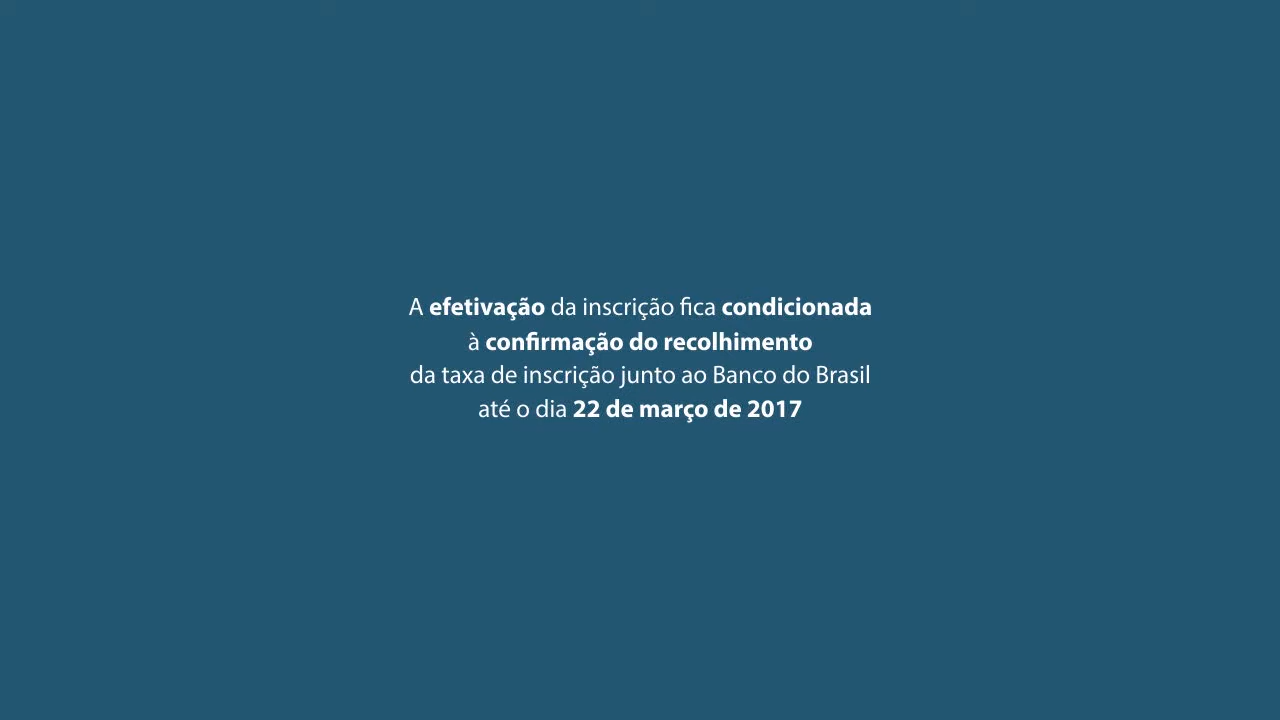 A efetivação da inscrição fica condicionada
à confirmação do recolhimento
da taxa de inscrição junto ao Banco do Brasil
até o dia 22 de março de 2017